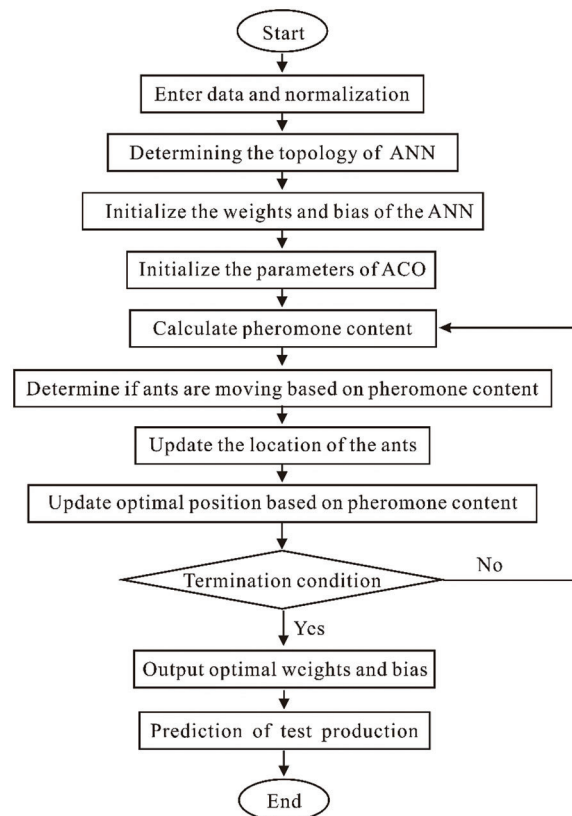 Start
Enter data and normalization
Determining the topology of ANN
Initialize the weights and bias of the ANN
Initialize the parameters of ACO
Calculate pheromone content
Determine if ants are moving based on pheromone content
Update the location of the ants
Update optimal position based on pheromone content
Termination condition
No
Yes
Output optimal weights and bias
Prediction of test production
End